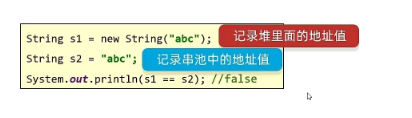 String s1 = new String("abc"); 记录堆里面的地址值
String s2 = "abc"; 记录串池中的地址值
System.out.println(s1 == s2); //false